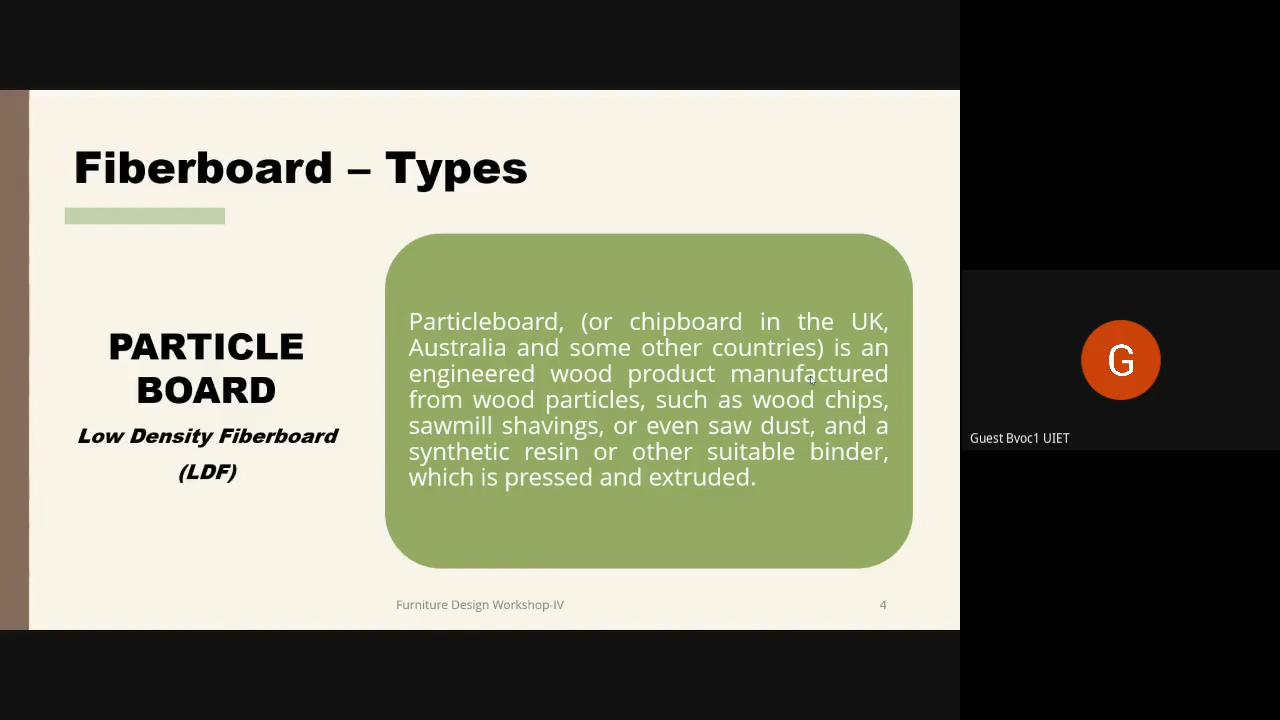 Fiberboard – Types
PARTICLE
BOARD
Low Density Fiberboard
(LDF)
Particleboard, (or chipboard in the UK,
Australia and some other countries) is an
engineered wood product manufactured
from wood particles, such as wood chips,
sawmill shavings, or even saw dust, and a
synthetic resin or other suitable binder,
which is pressed and extruded.
Furniture Design Workshop-IV
4
G
Guest Bvoc1 UIET